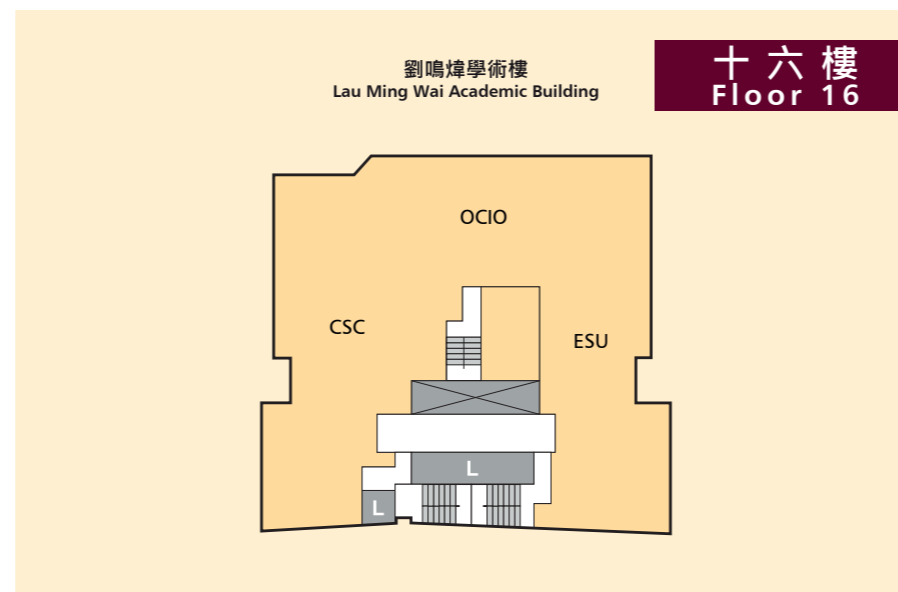 劉鳴煒學術樓
Lau Ming Wai Academic Building
十六樓
Floor 16
OCIO
CSC
ESU
L
L